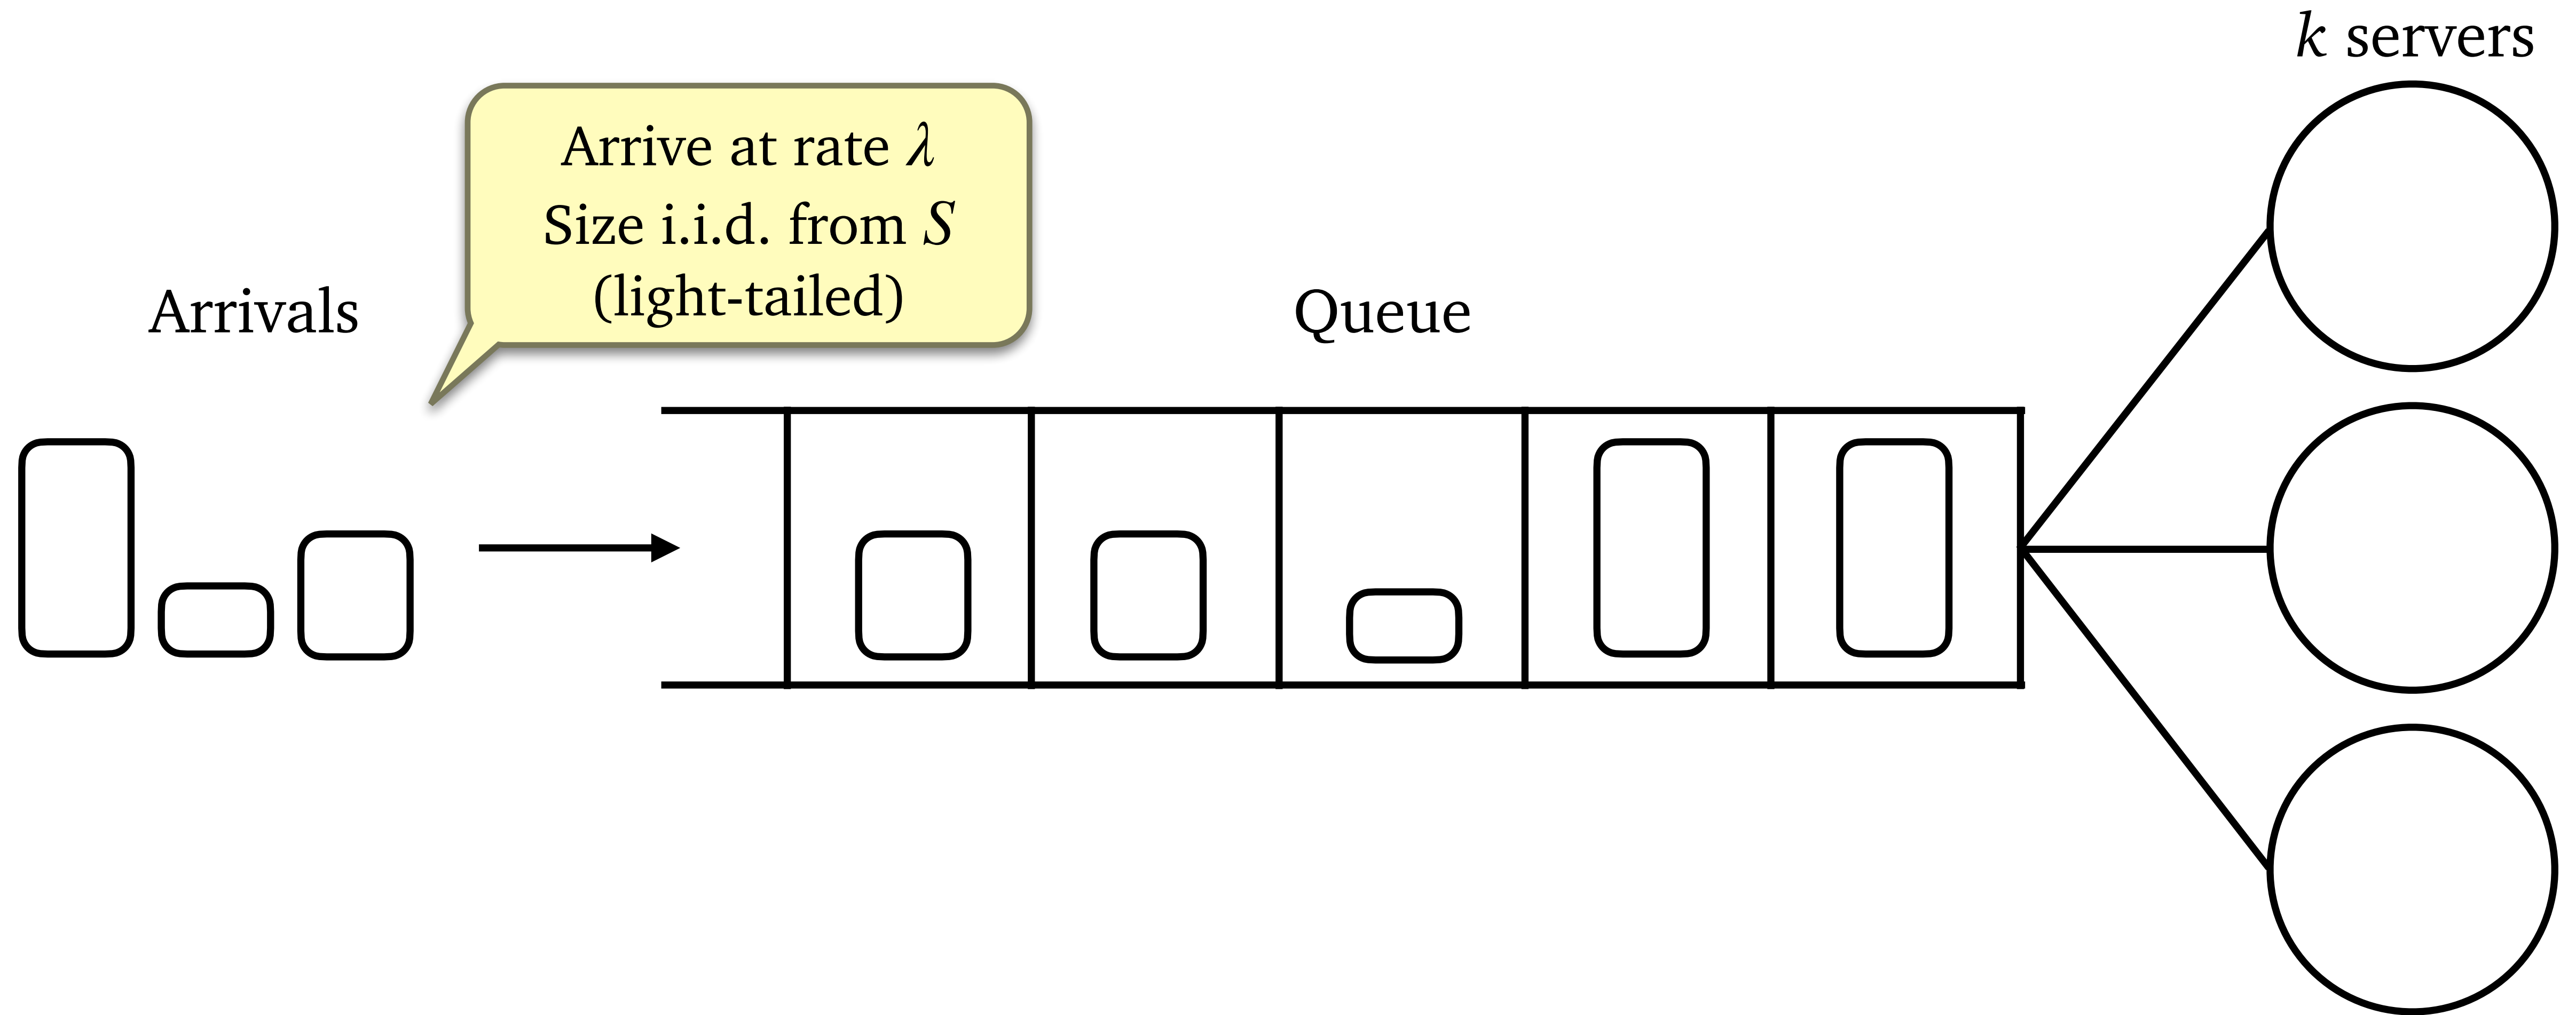 k servers
Arrive at rate λ
Size i.i.d. from S
(light-tailed)
Arrivals
Queue